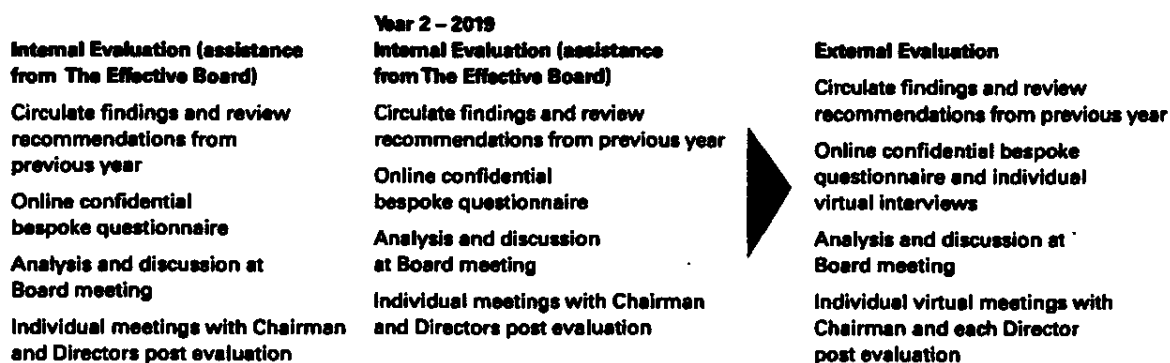 Internal Evaluation (assistance
from The Effective Board)
Circulate findings and review
recommendations from
previous year
Online confidential
bespoke questionnaire
Analysis and discussion at
Board meeting
Individual meetings with Chairman
and Directors post evaluation
Year 2 – 2019
Internal Evaluation (assistance
from The Effective Board)
Circulate findings and review
recommendations from previous year
Online confidential
bespoke questionnaire
Analysis and discussion
at Board meeting
Individual meetings with Chairman
and Directors post evaluation
External Evaluation
Circulate findings and review
recommendations from previous year
Online confidential bespoke
questionnaire and individual
virtual interviews
Analysis and discussion at
Board meeting
Individual virtual meetings with
Chairman and each Director
post evaluation